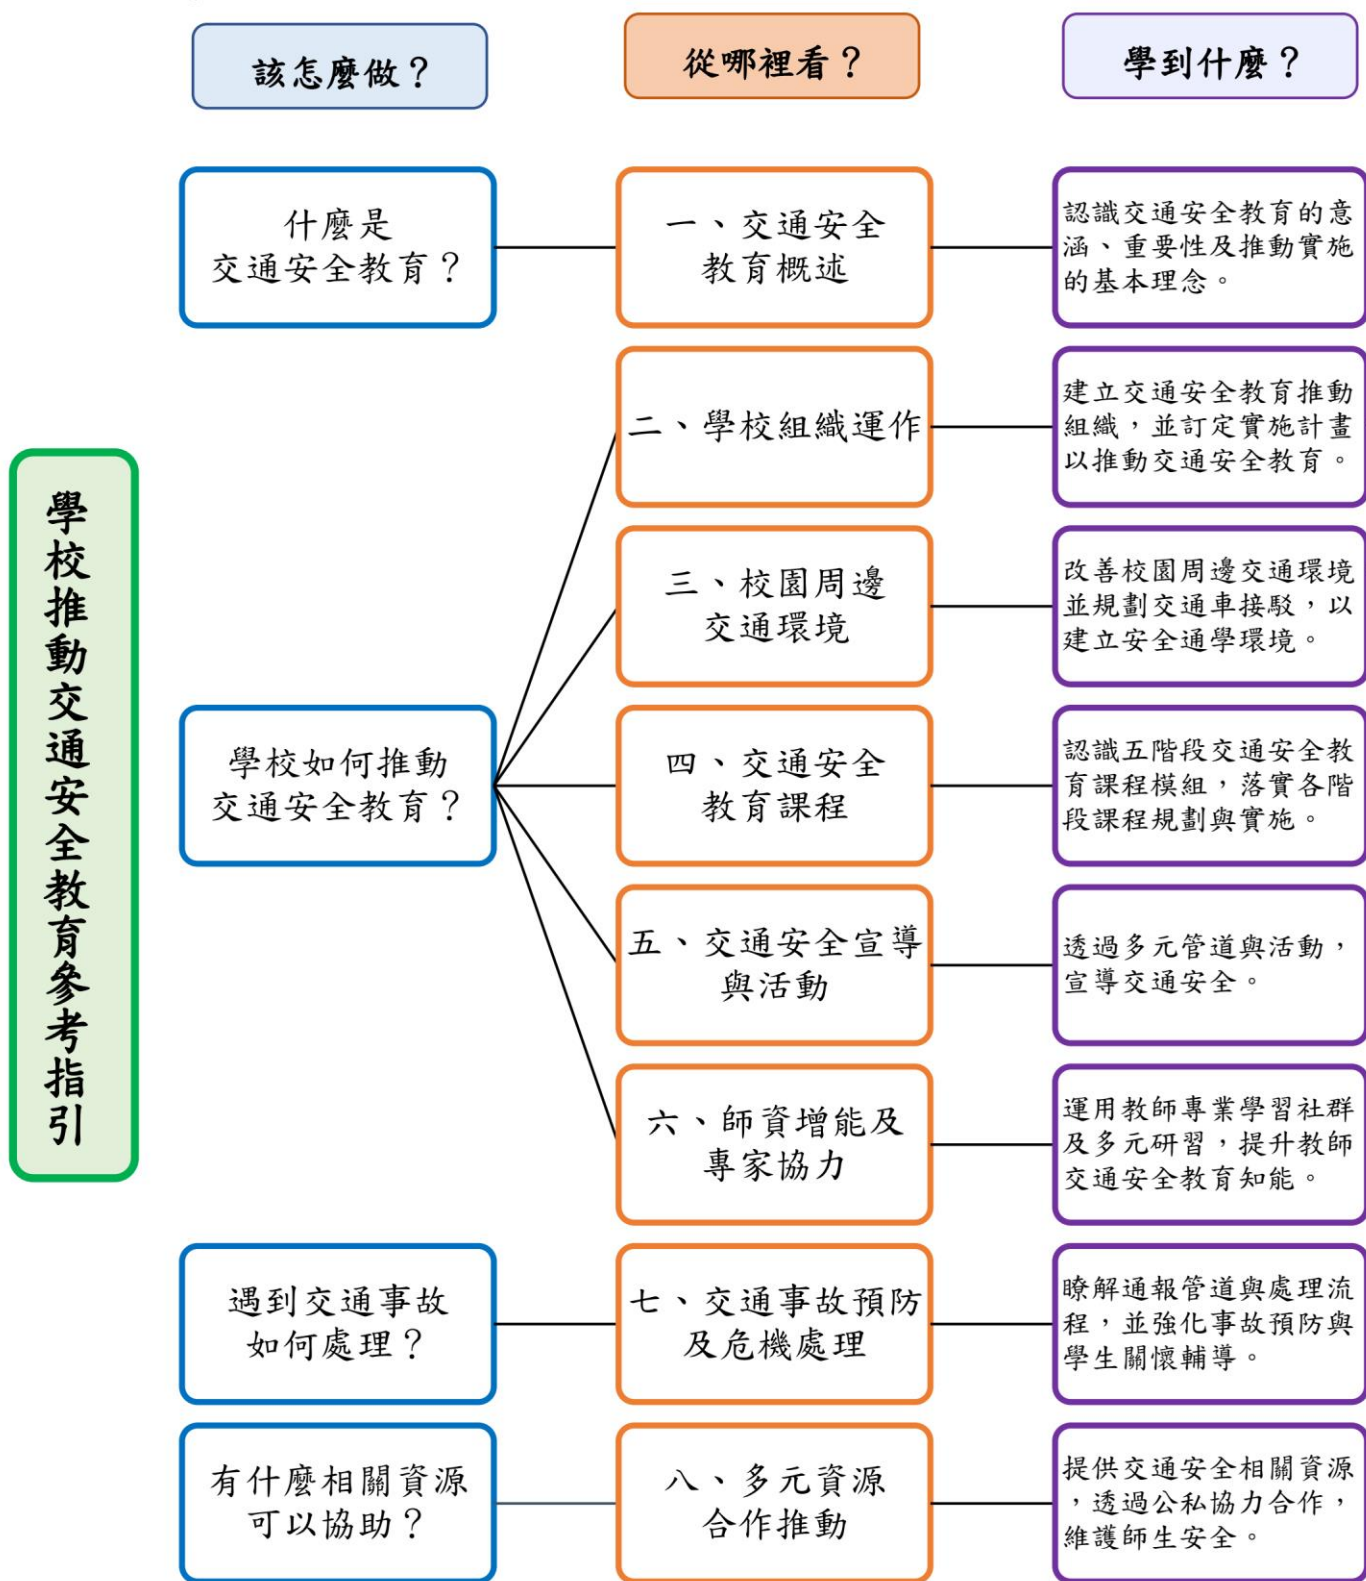 該怎麼做？
從哪裡看？
學到什麼？
學校推動交通安全教育參考指引
什麼是
交通安全教育？
一、交通安全
教育概述
認識交通安全教育的意
涵、重要性及推動實施
的基本理念。
學校如何推動
交通安全教育？
二、學校組織運作
建立交通安全教育推動
組織，並訂定實施計畫
以推動交通安全教育。
三、校園周邊
交通環境
改善校園周邊交通環境
並規劃交通車接駁，以
建立安全通學環境。
四、交通安全
教育課程
認識五階段交通安全教
育課程模組，落實各階
段課程規劃與實施。
五、交通安全宣導
與活動
透過多元管道與活動，
宣導交通安全。
六、師資增能及
專家協力
運用教師專業學習社群
及多元研習，提升教師
交通安全教育知能。
遇到交通事故
如何處理？
七、交通事故預防
及危機處理
瞭解通報管道與處理流
程，並強化事故預防與
學生關懷輔導。
有什麼相關資源
可以協助？
八、多元資源
合作推動
提供交通安全相關資源
，透過公私協力合作，
維護師生安全。